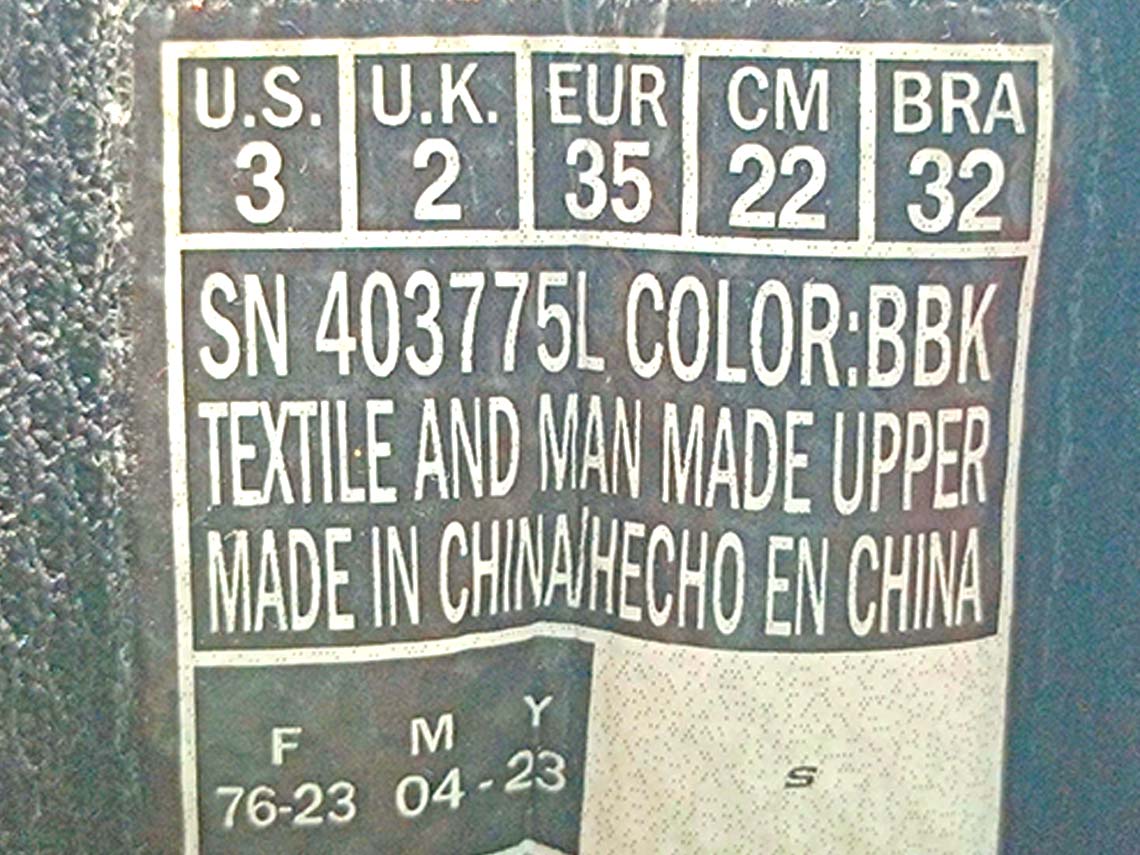 U.S. U.K. EUR CM BRA
3 2 35 22 32
SN 403775L COLOR:BBK
TEXTILE AND MAN MADE UPPER
MADE IN CHINA/HECHO EN CHINA
F M Y
76-23 04-23
S